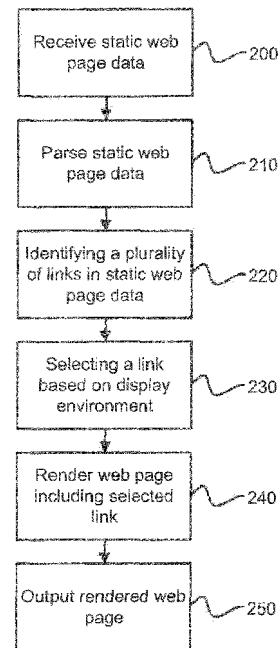 Receive static web
page data
200
Parse static web
page data
210
Identifying a plurality
of links in static web
page data
220
Selecting a link
based on display
environment
230
Render web page
including selected
link
240
Output rendered web
page
250